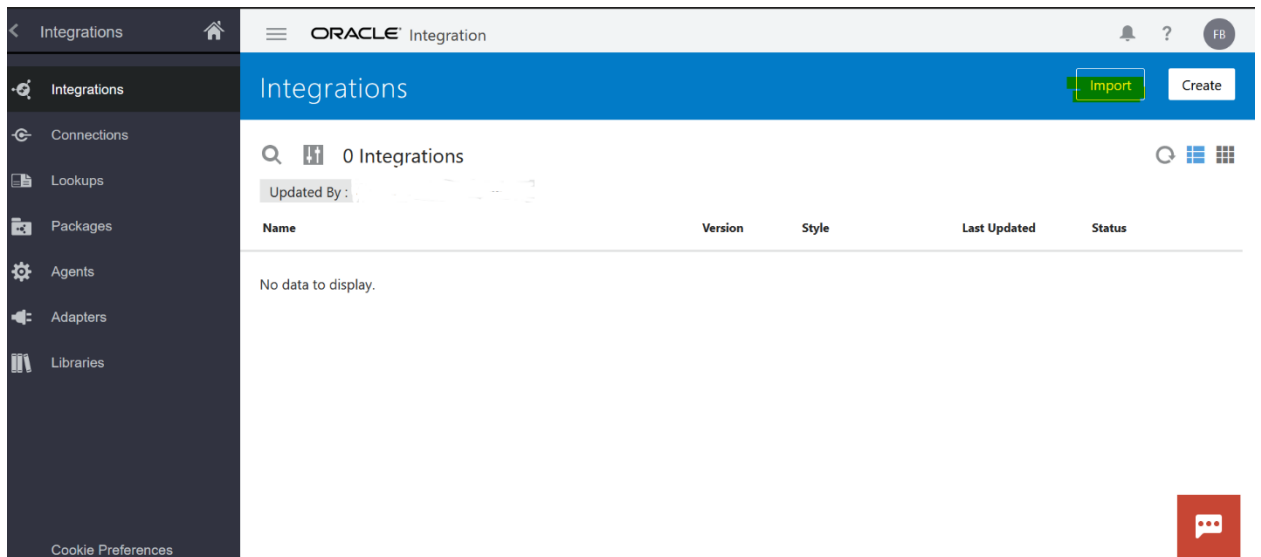 Integrations
ORACLE Integration
?
FB
Integrations
Integrations
Import
Create
Connections
0 Integrations
Lookups
Updated By :
Packages
Name Version Style Last Updated Status
Agents
No data to display.
Adapters
Libraries
Cookie Preferences